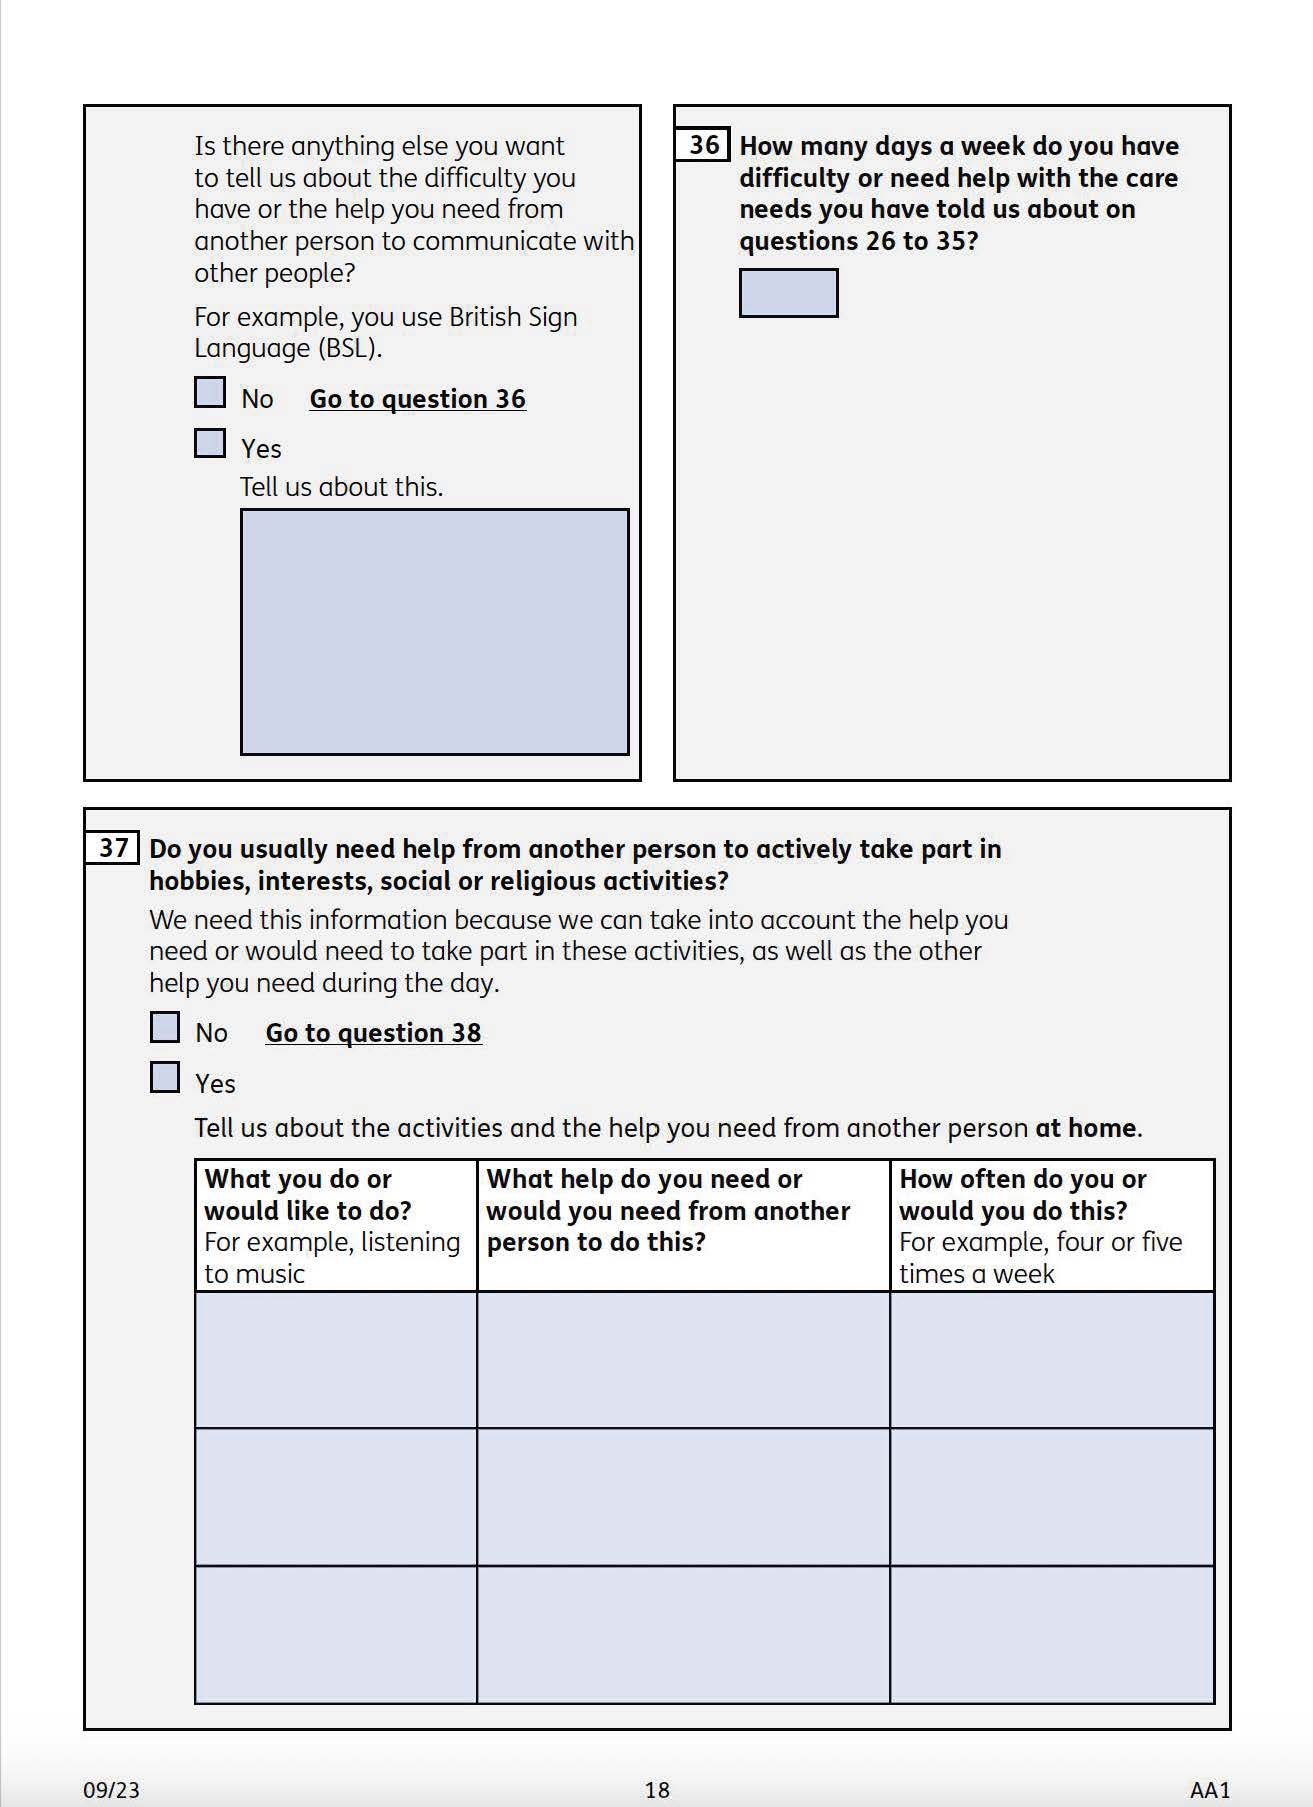 Is there anything else you want
to tell us about the difficulty you
have or the help you need from
another person to communicate with
other people?
For example, you use British Sign
Language (BSL).
No Go to question 36
Yes
Tell us about this.
36 How many days a week do you have
difficulty or need help with the care
needs you have told us about on
questions 26 to 35?
37 Do you usually need help from another person to actively take part in
hobbies, interests, social or religious activities?
We need this information because we can take into account the help you
need or would need to take part in these activities, as well as the other
help you need during the day.
No Go to question 38
Yes
Tell us about the activities and the help you need from another person at home.
What you do or
would like to do?
For example, listening
to music
What help do you need or
would you need from another
person to do this?
How often do you or
would you do this?
For example, four or five
times a week
09/23 18 AA1